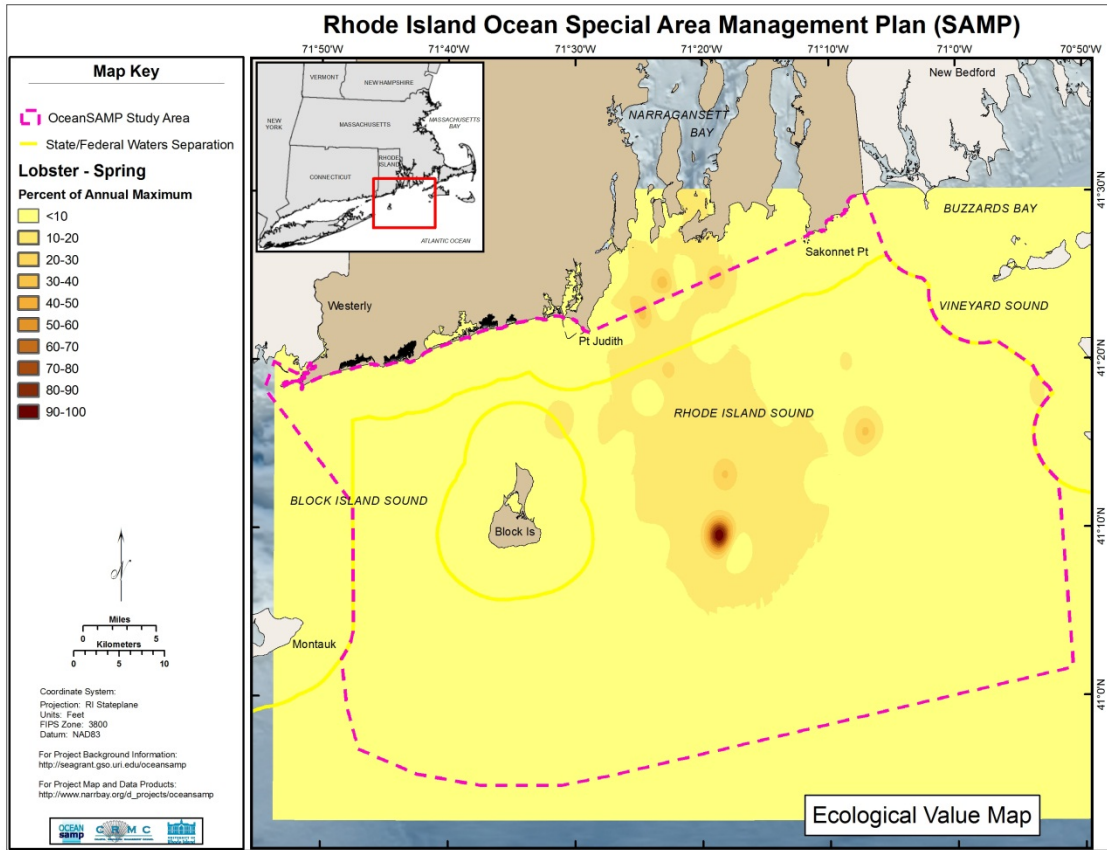 Rhode Island Ocean Special Area Management Plan (SAMP)
71°50'W
71°40'W
71°30'W
71°20'W
71°10'W
71°0'W
70°50'W
Map Key
OceanSAMP Study Area
State/Federal Waters Separation
Lobster - Spring
Percent of Annual Maximum
<10
10-20
20-30
30-40
40-50
50-60
60-70
70-80
80-90
90-100
N
Miles
0 5
Kilometers
0 5 10
Coordinate System:
Projection: RI Stateplane
Units: Feet
FIPS Zone: 3800
Datum: NAD83
For Project Background Information:
http://seagrant.gso.uri.edu/oceansamp
For Project Map and Data Products:
http://www.narrbay.org/d_projects/oceansamp
OCEAN
samp
CRMC
VERMONT
NEW HAMPSHIRE
NEW
YORK
MASSACHUSETTS
MASSACHUSETTS
BAY
RHODE
ISLAND
CONNECTICUT
ATLANTIC OCEAN
NARRAGANSETT
BAY
New Bedford
BUZZARDS BAY
Sakonnet Pt
VINEYARD SOUND
Westerly
Pt Judith
RHODE ISLAND SOUND
BLOCK ISLAND SOUND
Block Is
Montauk
41°30'N
41°20'N
41°10'N
41°0'N
Ecological Value Map